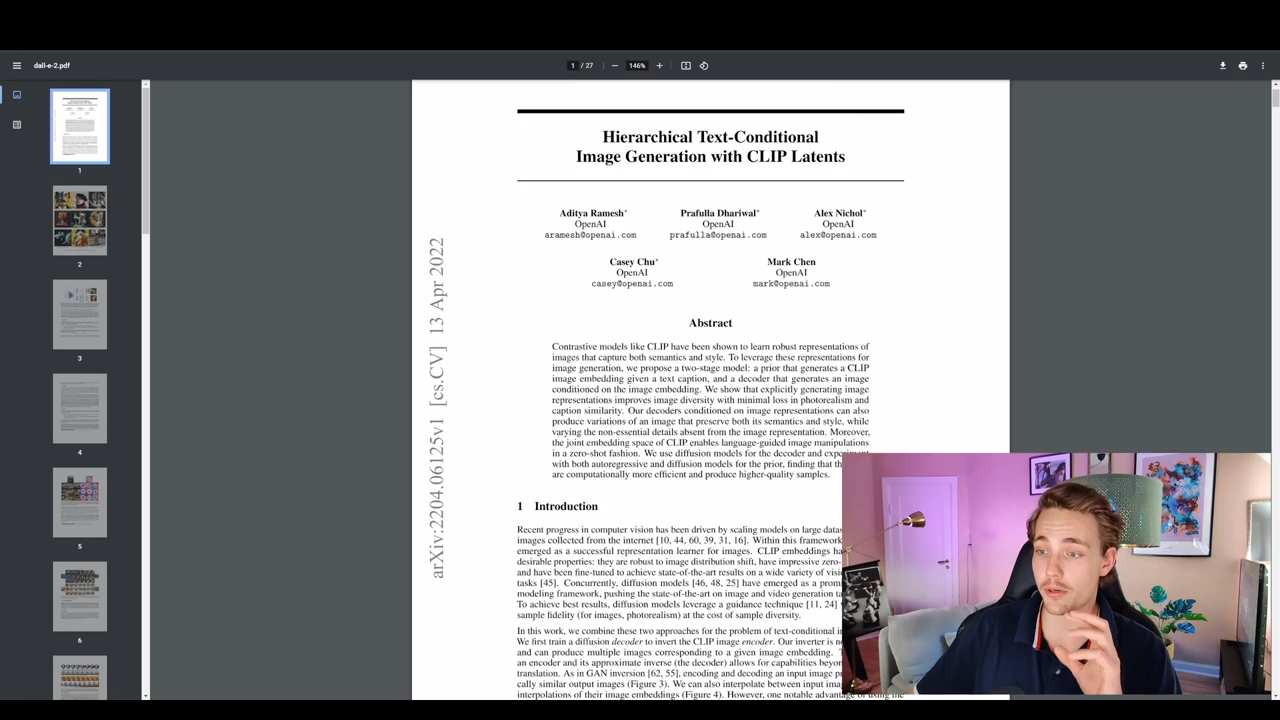 dall-e-2.pdf
1 / 27
146%
1
2
3
4
5
6
arXiv:2204.06125v1 [cs.CV] 13 Apr 2022
Hierarchical Text-Conditional
Image Generation with CLIP Latents
Aditya Ramesh* Prafulla Dhariwal* Alex Nichol*
OpenAI OpenAI OpenAI
aramesh@openai.com prafulla@openai.com alex@openai.com
Casey Chu* Mark Chen
OpenAI OpenAI
casey@openai.com mark@openai.com
Abstract
Contrastive models like CLIP have been shown to learn robust representations of
images that capture both semantics and style. To leverage these representations for
image generation, we propose a two-stage model: a prior that generates a CLIP
image embedding given a text caption, and a decoder that generates an image
conditioned on the image embedding. We show that explicitly generating image
representations improves image diversity with minimal loss in photorealism and
caption similarity. Our decoders conditioned on image representations can also
produce variations of an image that preserve both its semantics and style, while
varying the non-essential details absent from the image representation. Moreover,
the joint embedding space of CLIP enables language-guided image manipulations
in a zero-shot fashion. We use diffusion models for the decoder and
with both autoregressive and diffusion models for the prior, finding that
are computationally more efficient and produce higher-quality samples.
1 Introduction
Recent progress in computer vision has been driven by scaling models on large
images collected from the internet [10, 44, 60, 39, 31, 16]. Within this framework,
emerged as a successful representation learner for images. CLIP embeddings
desirable properties: they are robust to image distribution shift, have impressive zero-
and have been fine-tuned to achieve state-of-the-art results on a wide variety of
tasks [45]. Concurrently, diffusion models [46, 48, 25] have emerged as a
modeling framework, pushing the state-of-the-art on image and video generation
To achieve best results, diffusion models leverage a guidance technique [11, 24]
sample fidelity (for images, photorealism) at the cost of sample diversity.
In this work, we combine these two approaches for the problem of text-conditional
We first train a diffusion decoder to invert the CLIP image encoder. Our inverter is
and can produce multiple images corresponding to a given image embedding.
an encoder and its approximate inverse (the decoder) allows for capabilities
translation. As in GAN inversion [62, 55], encoding and decoding an input image
cally similar output images (Figure 3). We can also interpolate between input
interpolations of their image embeddings (Figure 4). However, one notable advantage of using the